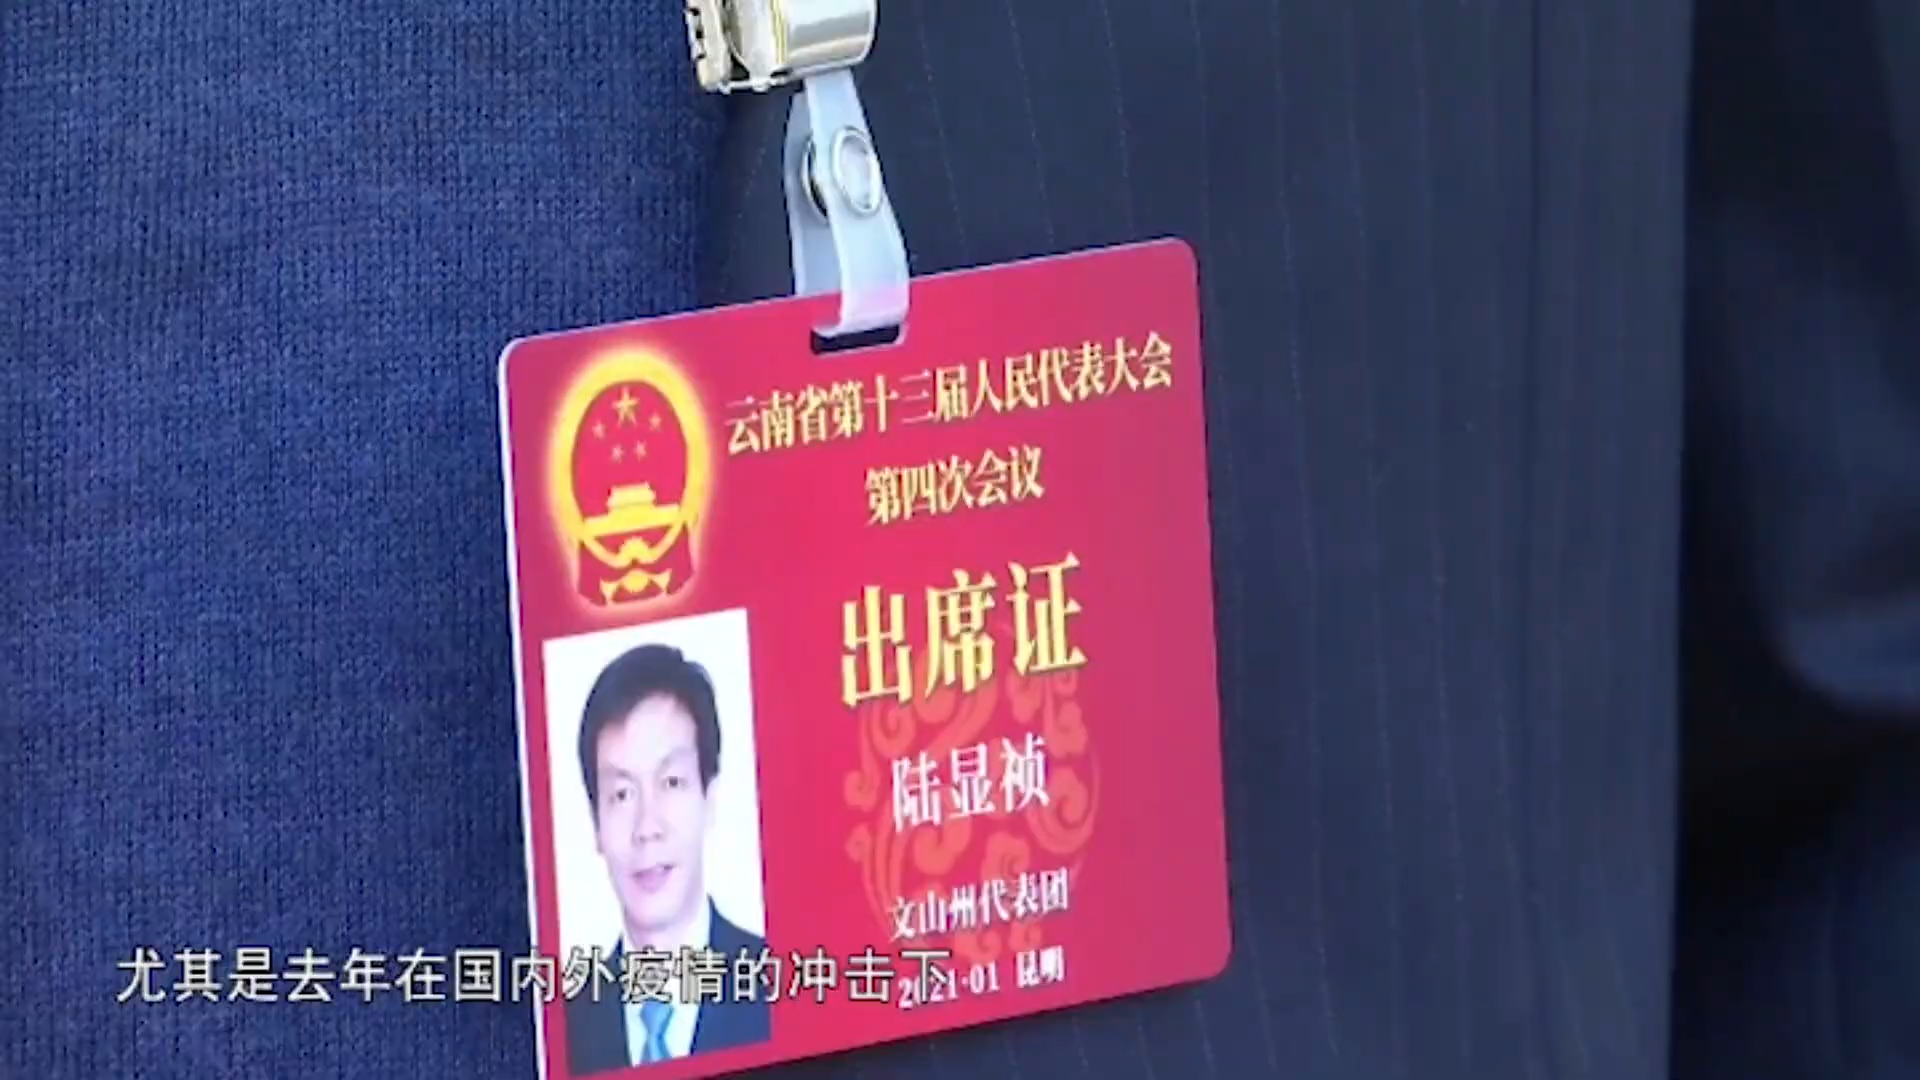 云南省第十三届人民代表大会
第四次会议
出席证
陆显祯
文山州代表团
2021·01 昆明
尤其是去年在国内外疫情的冲击下